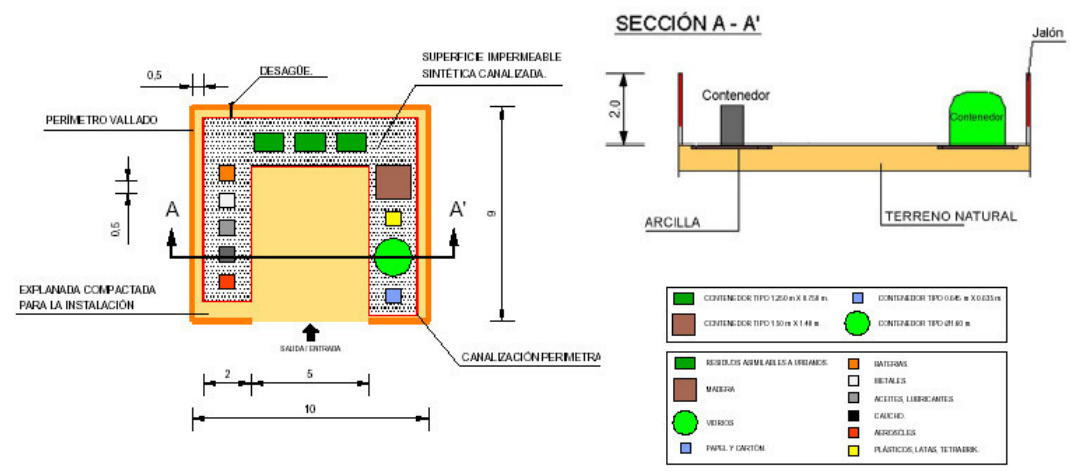 SECCIÓN A - A'
Jalón
2.0
Contenedor
Contenedor
ARCILLA
TERRENO NATURAL
0,5
DESAGÜE.
SUPERFICIE IMPERMEABLE
SINTÉTICA CANALIZADA.
PERÍMETRO VALLADO
A
A'
0,5
9
EXPLANADA COMPACTADA
PARA LA INSTALACIÓN
SALIDA / ENTRADA
CANALIZACIÓN PERIMETRA
2
5
10
CONTENEDOR TIPO 1.250 m X 0.750 m.
CONTENEDOR TIPO 0.645 m X 0.635 m
CONTENEDOR TIPO 1.50 m X 1.40 m
CONTENEDOR TIPO Ø1.60 m
RESIDUOS ASIMILABLES A URBANOS.
MADERA
VIDRIOS
PAPEL Y CARTÓN.
BATERIAS.
METALES.
ACEITES, LUBRICANTES.
CAUCHO.
AEROSOLES
PLÁSTICOS, LATAS, TETRABRIK.